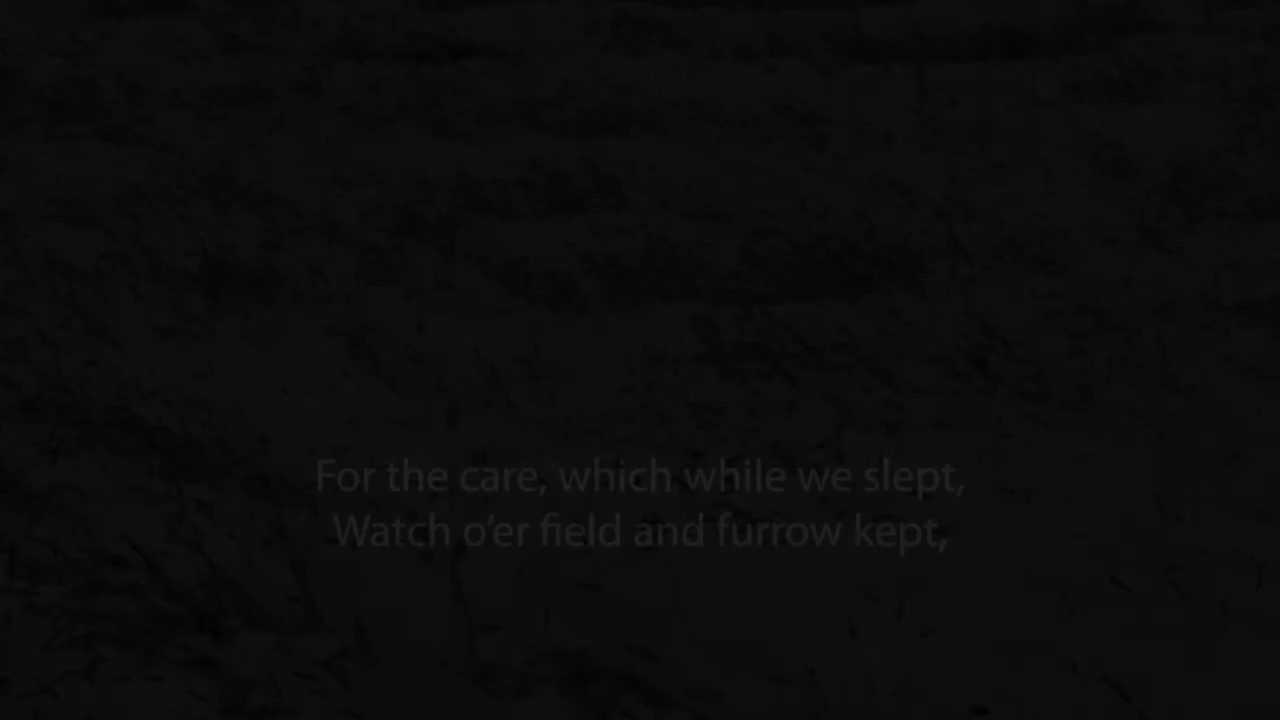 For the care, which while we slept,
Watch o’er field and furrow kept,